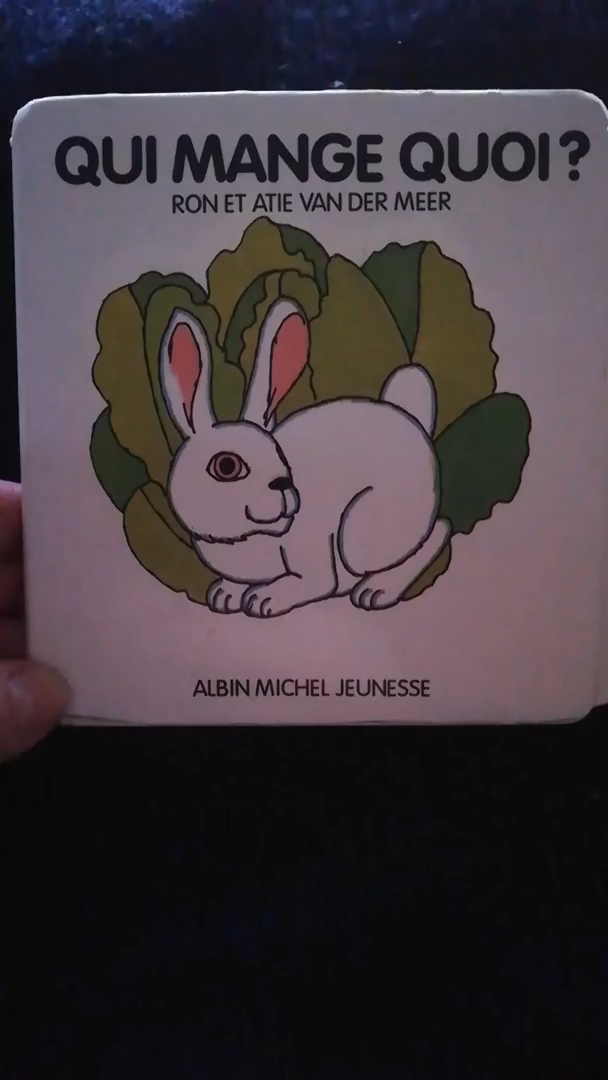 QUI MANGE QUOI?
RON ET ATIE VAN DER MEER
ALBIN MICHEL JEUNESSE